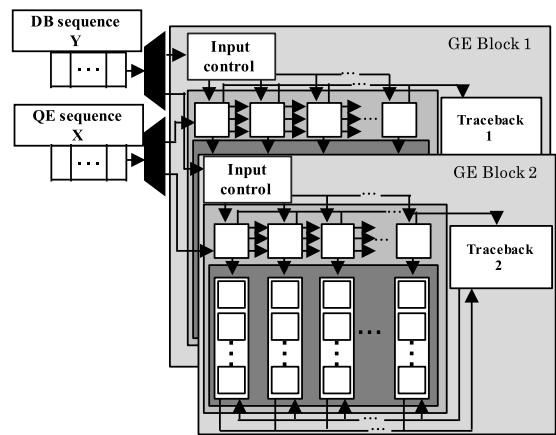 DB sequence
Y
...
QE sequence
X
...
GE Block 1
Input
control
...
...
Traceback
1
GE Block 2
Input
control
...
...
Traceback
2
...
...